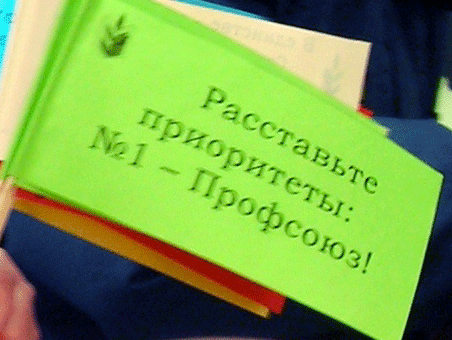 Расставьте
приоритеты:
№1 – Профсоюз!